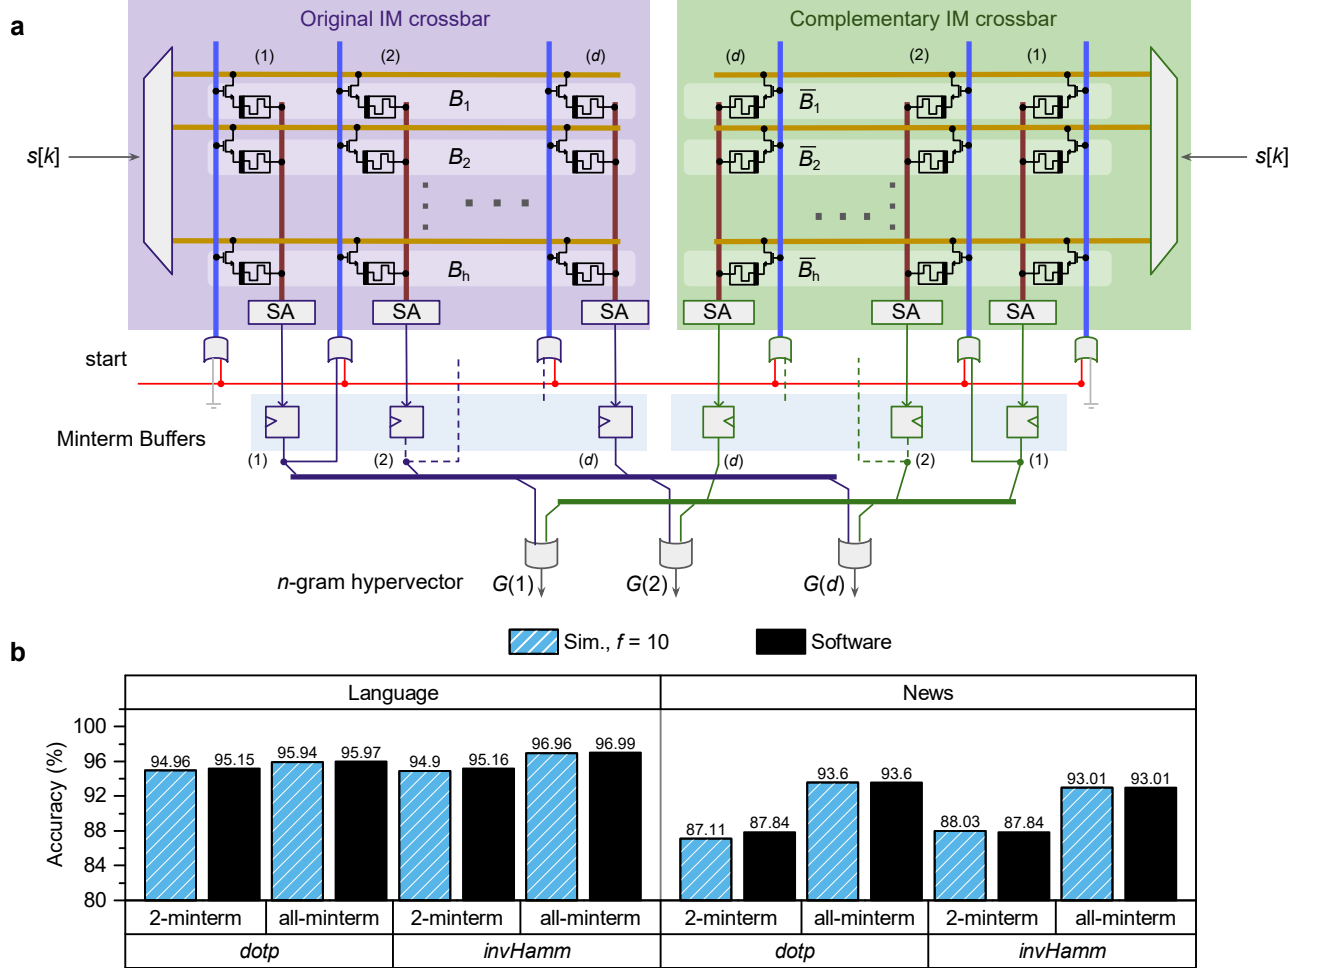 a
Original IM crossbar
Complementary IM crossbar
(1) (2) (d) (d) (2) (1)
B1 B̅1
B2 B̅2
s[k] s[k]
Bh B̅h
SA SA SA SA SA SA
start
Minterm Buffers
(1) (2) (d) (d) (2) (1)
n-gram hypervector G(1) G(2) G(d)
b
Sim., f = 10 Software
Language News
Accuracy (%)
100
96
92
88
84
80
94.96 95.15 95.94 95.97 94.9 95.16 96.96 96.99 87.11 87.84 93.6 93.6 88.03 87.84 93.01 93.01
2-minterm all-minterm 2-minterm all-minterm 2-minterm all-minterm 2-minterm all-minterm
dotp invHamm dotp invHamm